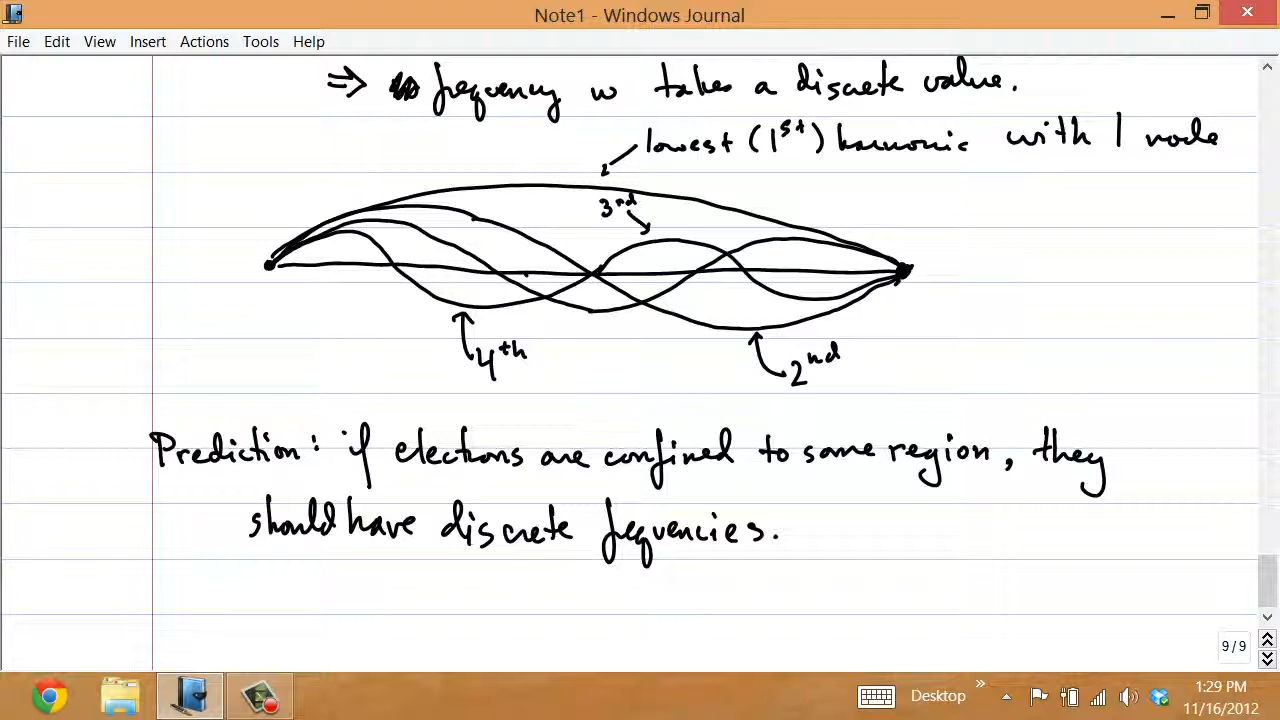 Note1 - Windows Journal
File Edit View Insert Actions Tools Help
⇒ frequency w takes a discrete value.
lowest (1st) harmonic with 1 node
3rd
4th
2nd
Prediction: if electrons are confined to some region, they
should have discrete fequencies.
9/9
Desktop »
1:29 PM
11/16/2012